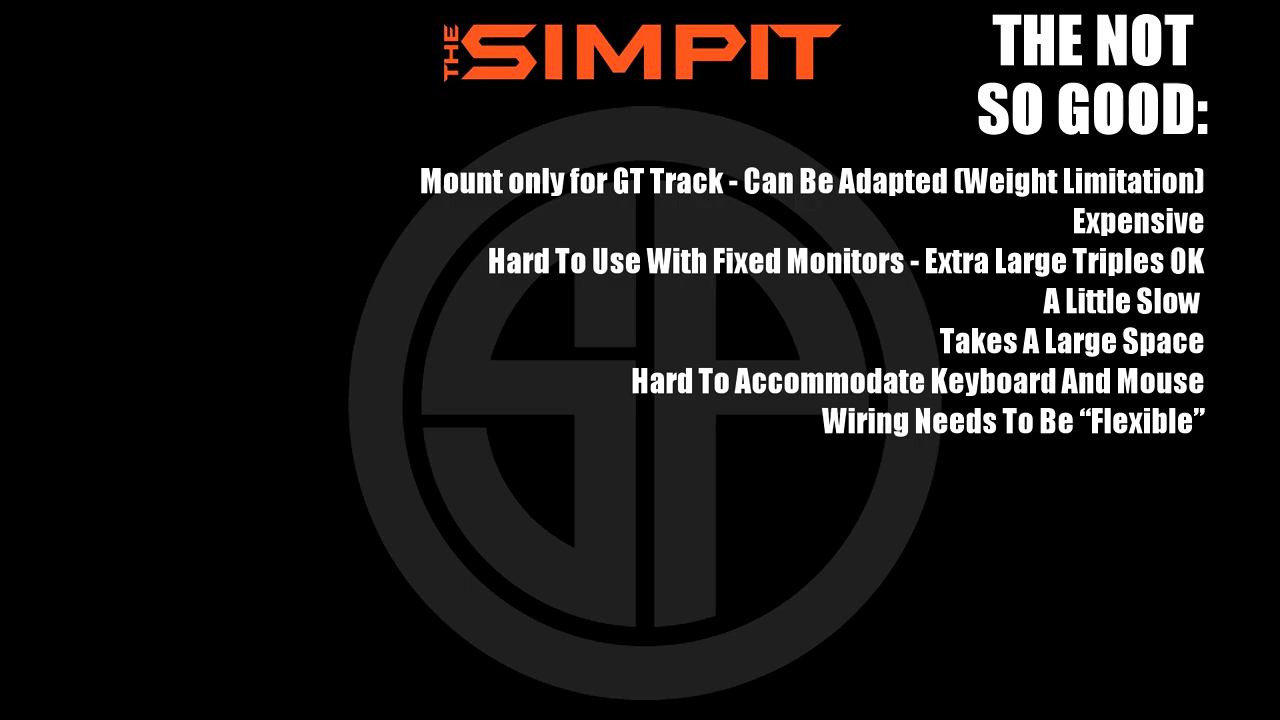 THE SIMPIT
THE NOT
SO GOOD:
Mount only for GT Track - Can Be Adapted (Weight Limitation)
Expensive
Hard To Use With Fixed Monitors - Extra Large Triples OK
A Little Slow
Takes A Large Space
Hard To Accommodate Keyboard And Mouse
Wiring Needs To Be “Flexible”
SP